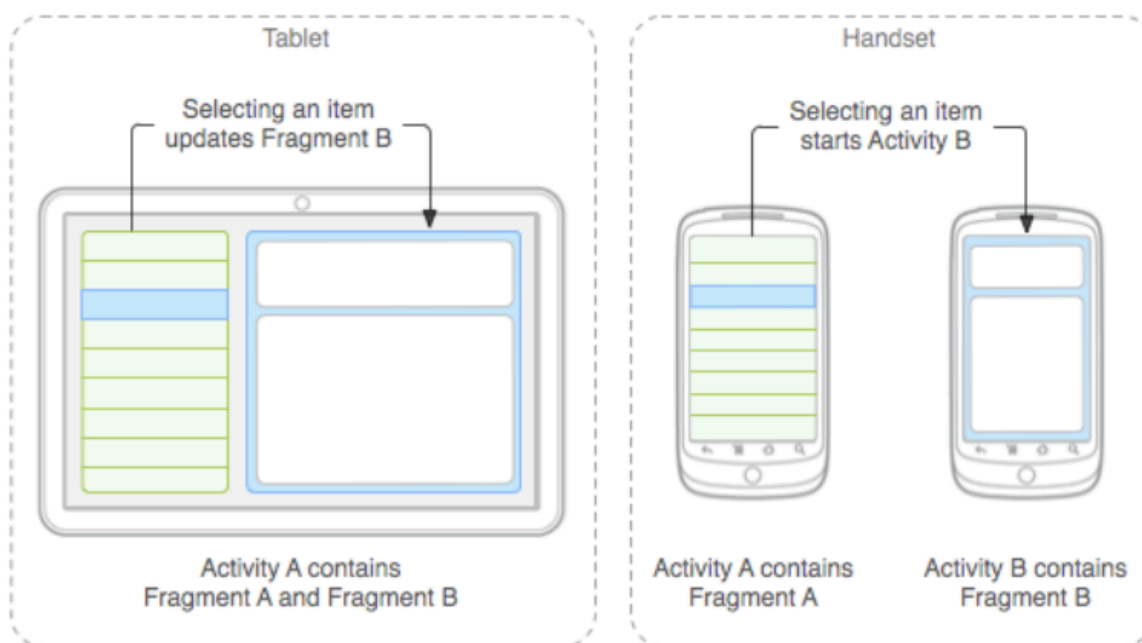 Tablet
Selecting an item
updates Fragment B
Activity A contains
Fragment A and Fragment B
Handset
Selecting an item
starts Activity B
Activity A contains
Fragment A
Activity B contains
Fragment B